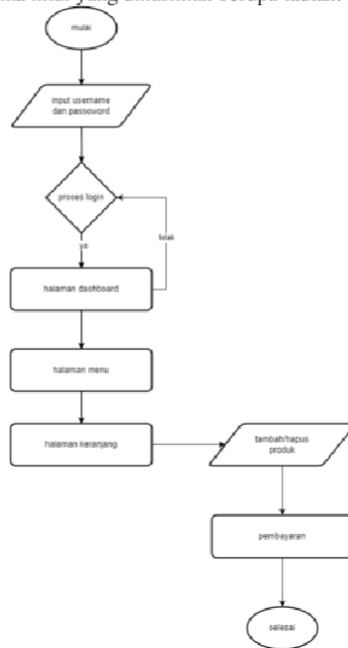 mulai
input username
dan passoword
proses login
tidak
ya
halaman dashboard
halaman menu
halaman keranjang
tambah/hapus
produk
pembayaran
selesai